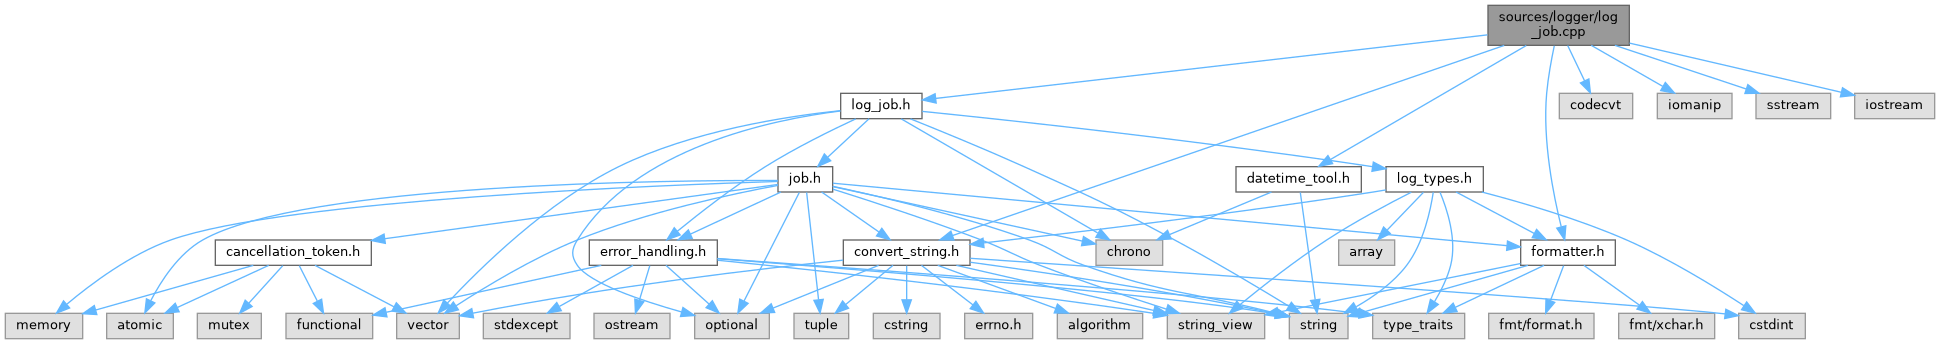 sources/logger/log
_job.cpp
log_job.h
codecvt
iomanip
sstream
iostream
job.h
datetime_tool.h
log_types.h
cancellation_token.h
error_handling.h
convert_string.h
chrono
array
formatter.h
memory
atomic
mutex
functional
vector
stdexcept
ostream
optional
tuple
cstring
errno.h
algorithm
string_view
string
type_traits
fmt/format.h
fmt/xchar.h
cstdint